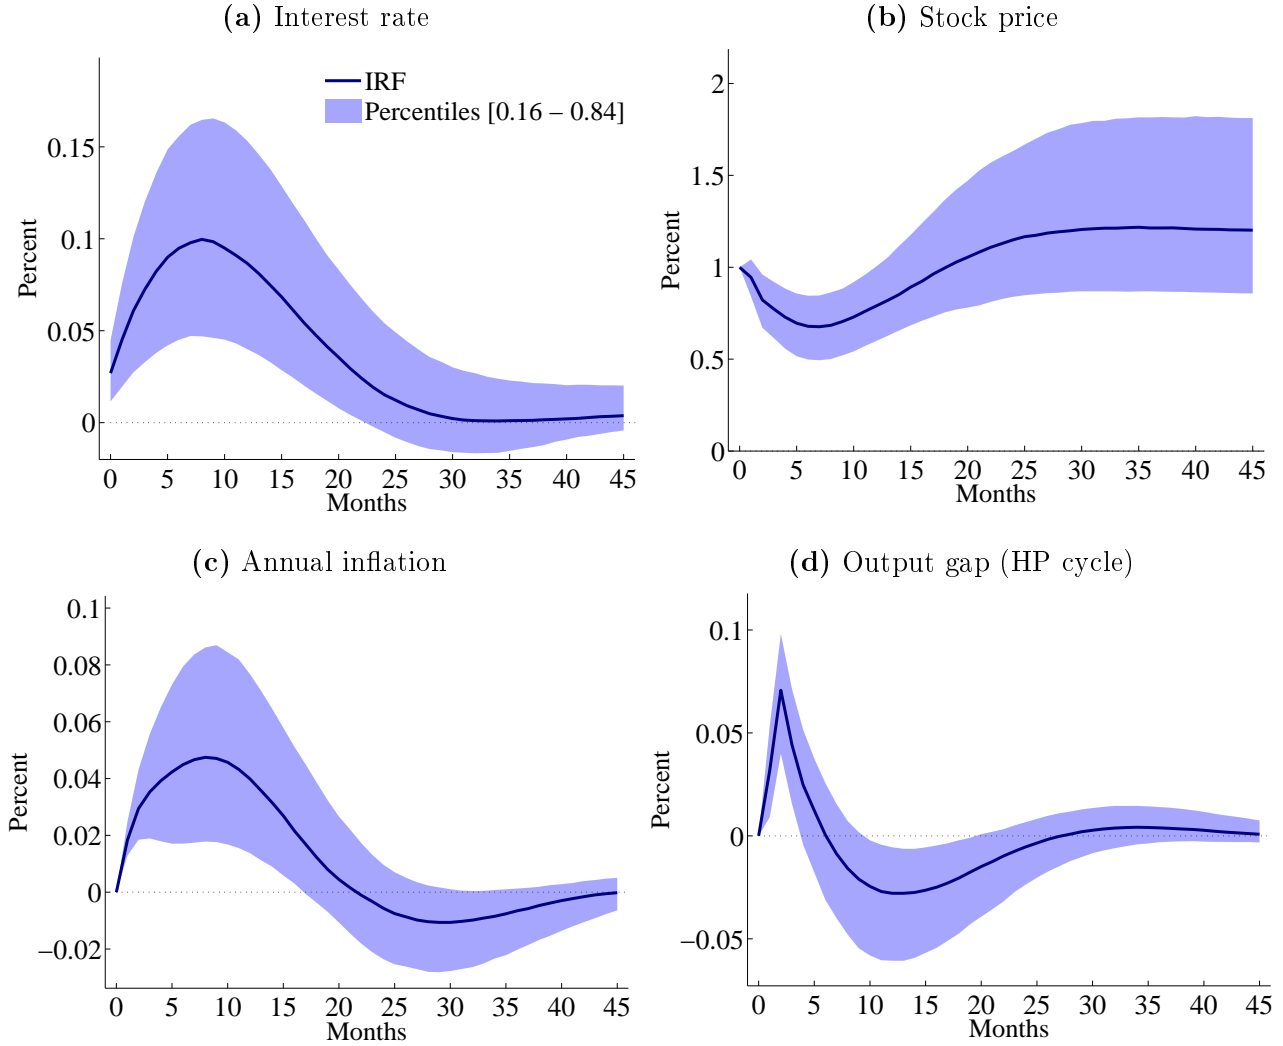 (a) Interest rate
IRF
Percentiles [0.16 – 0.84]
0.15
0.1
0.05
0
Percent
0 5 10 15 20 25 30 35 40 45
Months
(b) Stock price
2
1.5
1
0.5
0
Percent
0 5 10 15 20 25 30 35 40 45
Months
(c) Annual inflation
0.1
0.08
0.06
0.04
0.02
0
−0.02
Percent
0 5 10 15 20 25 30 35 40 45
Months
(d) Output gap (HP cycle)
0.1
0.05
0
−0.05
Percent
0 5 10 15 20 25 30 35 40 45
Months